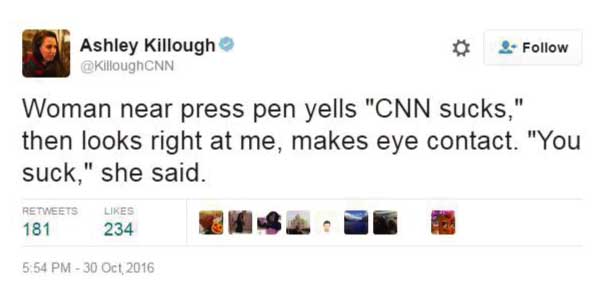 Ashley Killough
@KilloughCNN
Follow
Woman near press pen yells "CNN sucks,"
then looks right at me, makes eye contact. "You
suck," she said.
RETWEETS LIKES
181 234
5:54 PM - 30 Oct 2016